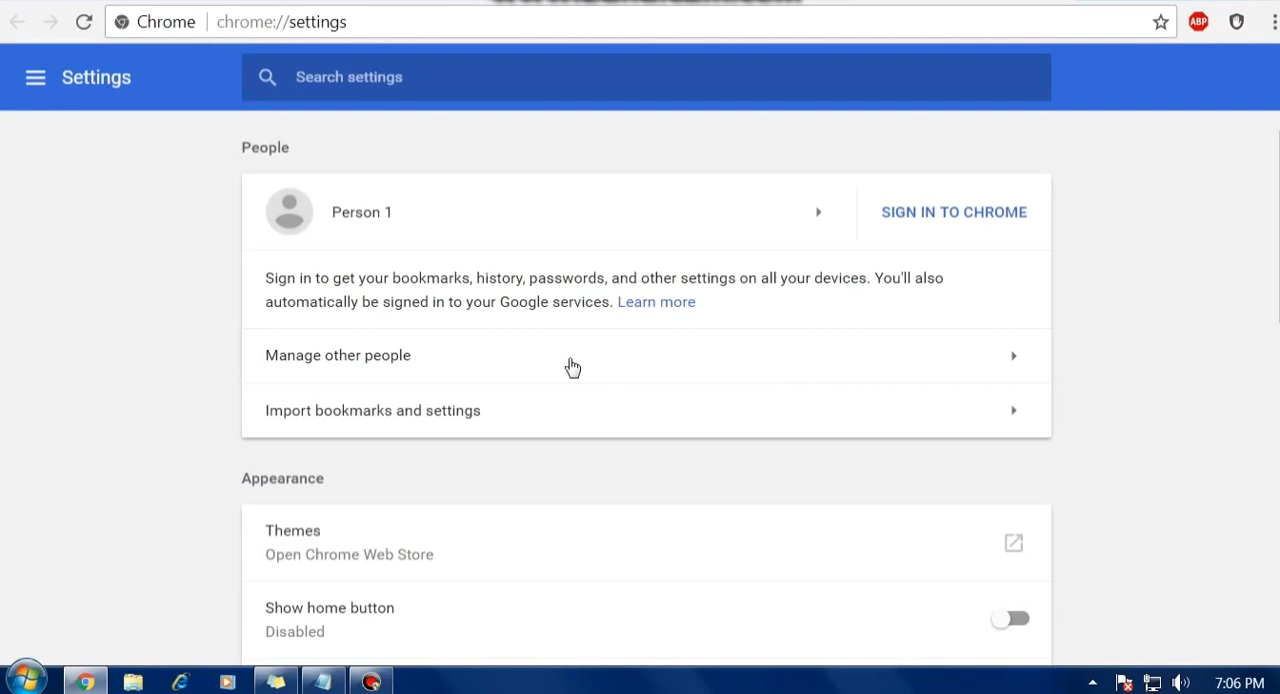 Chrome chrome://settings
ABP
Settings Search settings
People
Person 1 SIGN IN TO CHROME
Sign in to get your bookmarks, history, passwords, and other settings on all your devices. You'll also
automatically be signed in to your Google services. Learn more
Manage other people
Import bookmarks and settings
Appearance
Themes
Open Chrome Web Store
Show home button
Disabled
7:06 PM